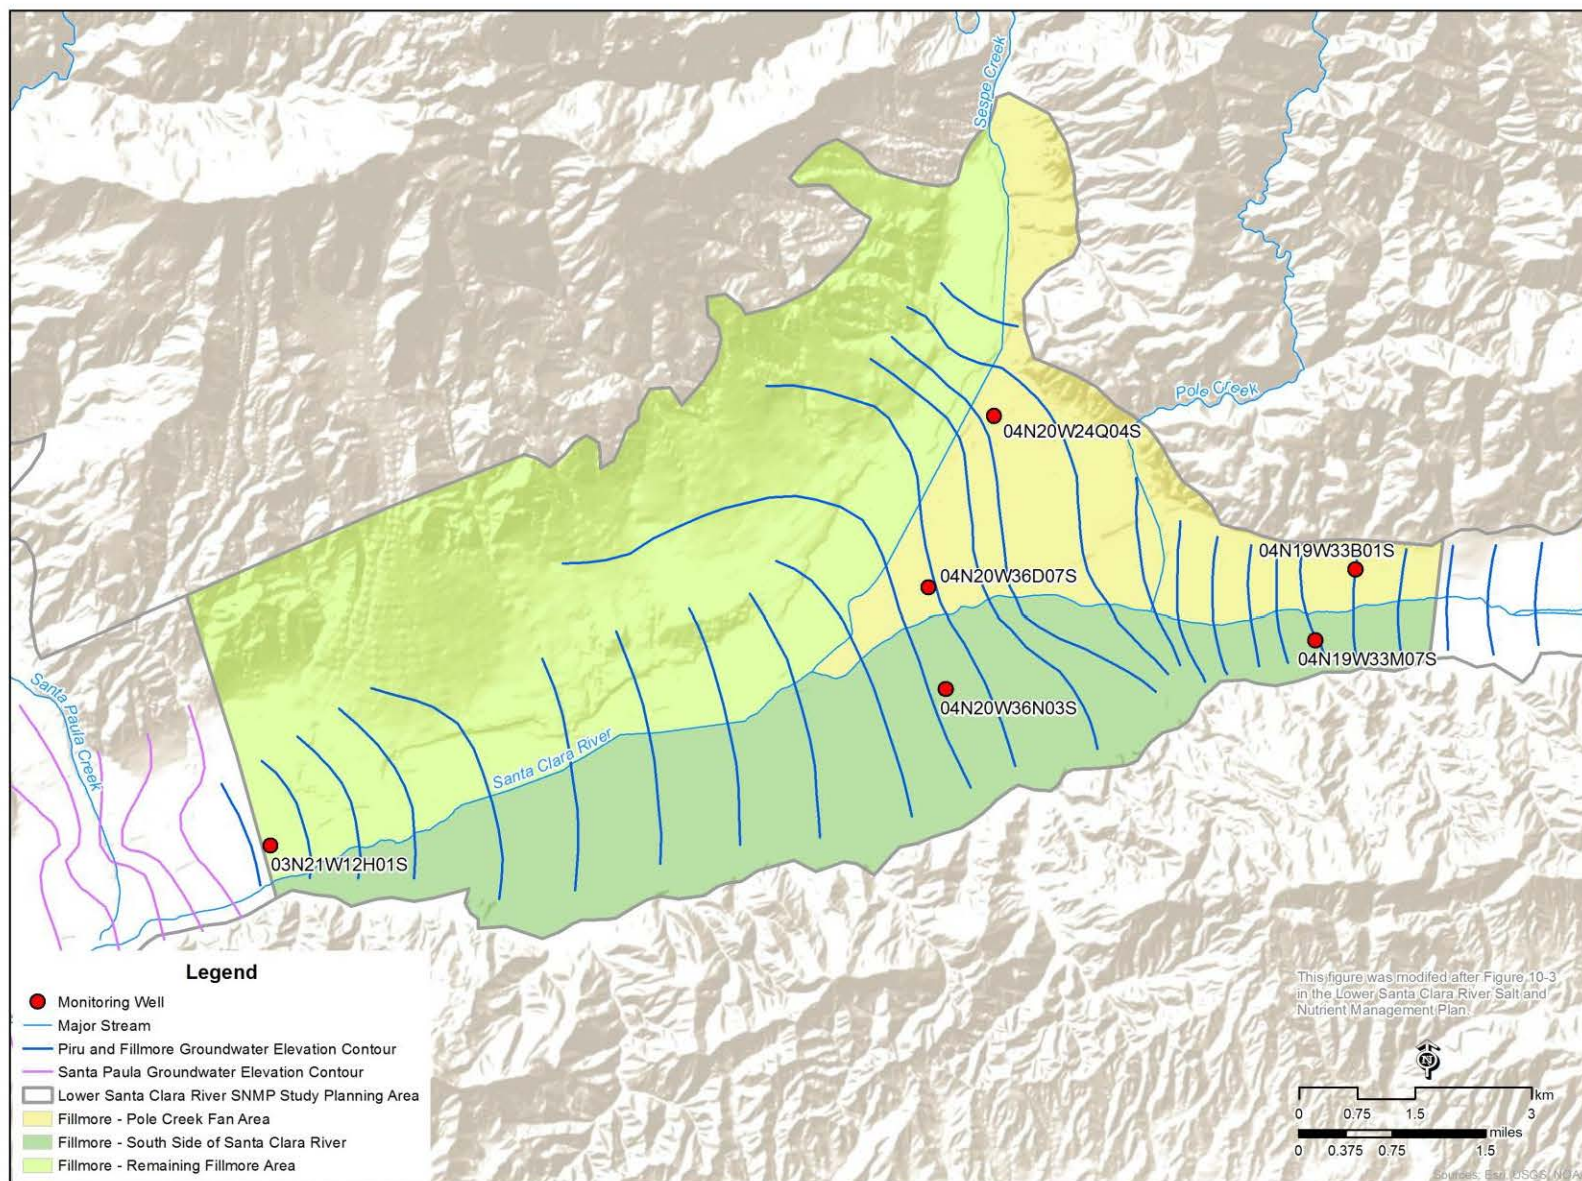 Sespe Creek
Pole Creek
04N20W24Q04S
04N19W33B01S
04N20W36D07S
04N19W33M07S
04N20W36N03S
Santa Paula Creek
Santa Clara River
03N21W12H01S
Legend
Monitoring Well
Major Stream
Piru and Fillmore Groundwater Elevation Contour
Santa Paula Groundwater Elevation Contour
Lower Santa Clara River SNMP Study Planning Area
Fillmore - Pole Creek Fan Area
Fillmore - South Side of Santa Clara River
Fillmore - Remaining Fillmore Area
This figure was modifed after Figure 10-3
in the Lower Santa Clara River Salt and
Nutrient Management Plan.
N
km
0 0.75 1.5 3
miles
0 0.375 0.75 1.5
Sources: Esri, USGS, NOAA